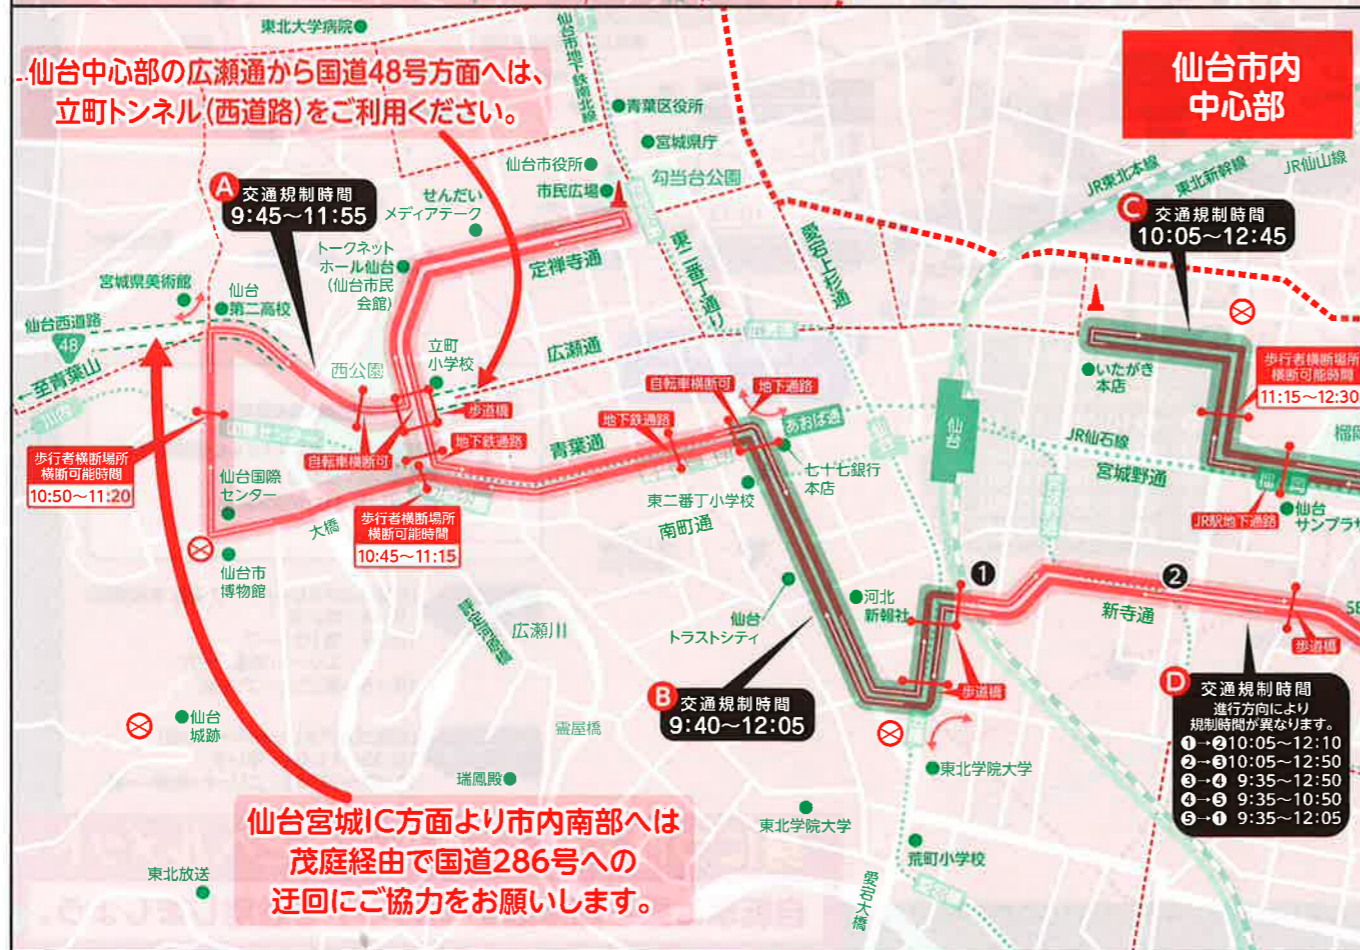 東北大学病院
仙台市地下鉄南北線
仙台中心部の広瀬通から国道48号方面へは、
立町トンネル(西道路)をご利用ください。
仙台市内
中心部
青葉区役所
宮城県庁
仙台市役所
勾当台公園
市民広場
せんだい
メディアテーク
A
交通規制時間
9:45〜11:55
JR東北本線
東北新幹線
JR仙山線
C
交通規制時間
10:05〜12:45
トークネット
ホール仙台
(仙台市民
会館)
定禅寺通
東二番丁通り
愛宕上杉通
宮城県美術館
仙台
第二高校
仙台西道路
48
至青葉山
西公園
立町
小学校
広瀬通
いたがき
本店
歩行者横断場所
横断可能時間
11:15〜12:30
自転車横断可
地下通路
歩道橋
地下鉄通路
あおば通
仙台
JR仙石線
宮城野通
地下鉄通路
青葉通
自転車横断可
歩行者横断場所
横断可能時間
10:50〜11:20
仙台国際
センター
七十七銀行
本店
東二番丁小学校
南町通
JR駅地下通路
仙台
サンプラザ
大橋
歩行者横断場所
横断可能時間
10:45〜11:15
仙台市
博物館
広瀬川
仙台
トラストシティ
河北
新報社
1
2
新寺通
歩道橋
歩道橋
B
交通規制時間
9:40〜12:05
D
交通規制時間
進行方向により
規制時間が異なります。
❶→❷10:05〜12:10
❷→❸10:05〜12:50
❸→❹ 9:35〜12:50
❹→❺ 9:35〜10:50
❺→❶ 9:35〜12:05
仙台
城跡
霊屋橋
瑞鳳殿
東北学院大学
東北学院大学
荒町小学校
愛宕大橋
仙台宮城IC方面より市内南部へは
茂庭経由で国道286号への
迂回にご協力をお願いします。
東北放送